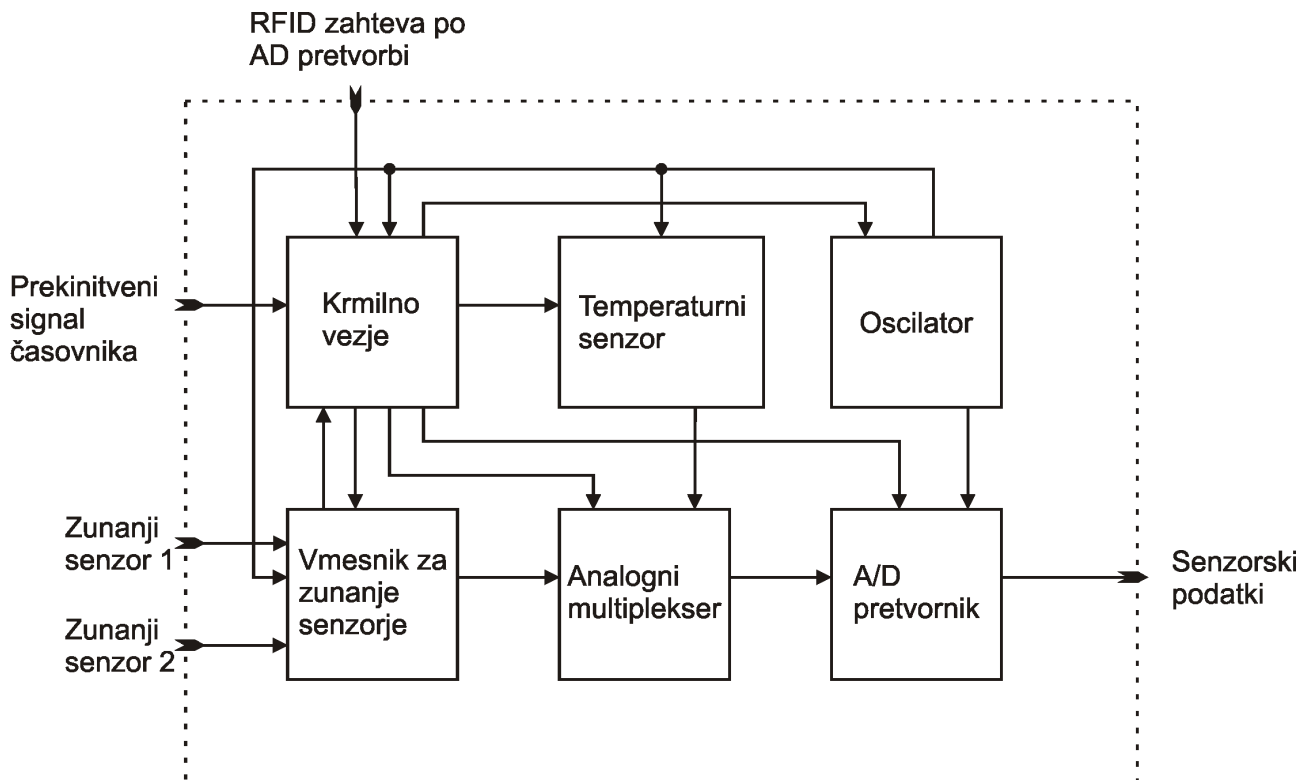 RFID zahteva po
AD pretvorbi
Prekinitveni
signal
časovnika
Krmilno
vezje
Temperaturni
senzor
Oscilator
Zunanji
senzor 1
Zunanji
senzor 2
Vmesnik za
zunanje
senzorje
Analogni
multiplekser
A/D
pretvornik
Senzorski
podatki